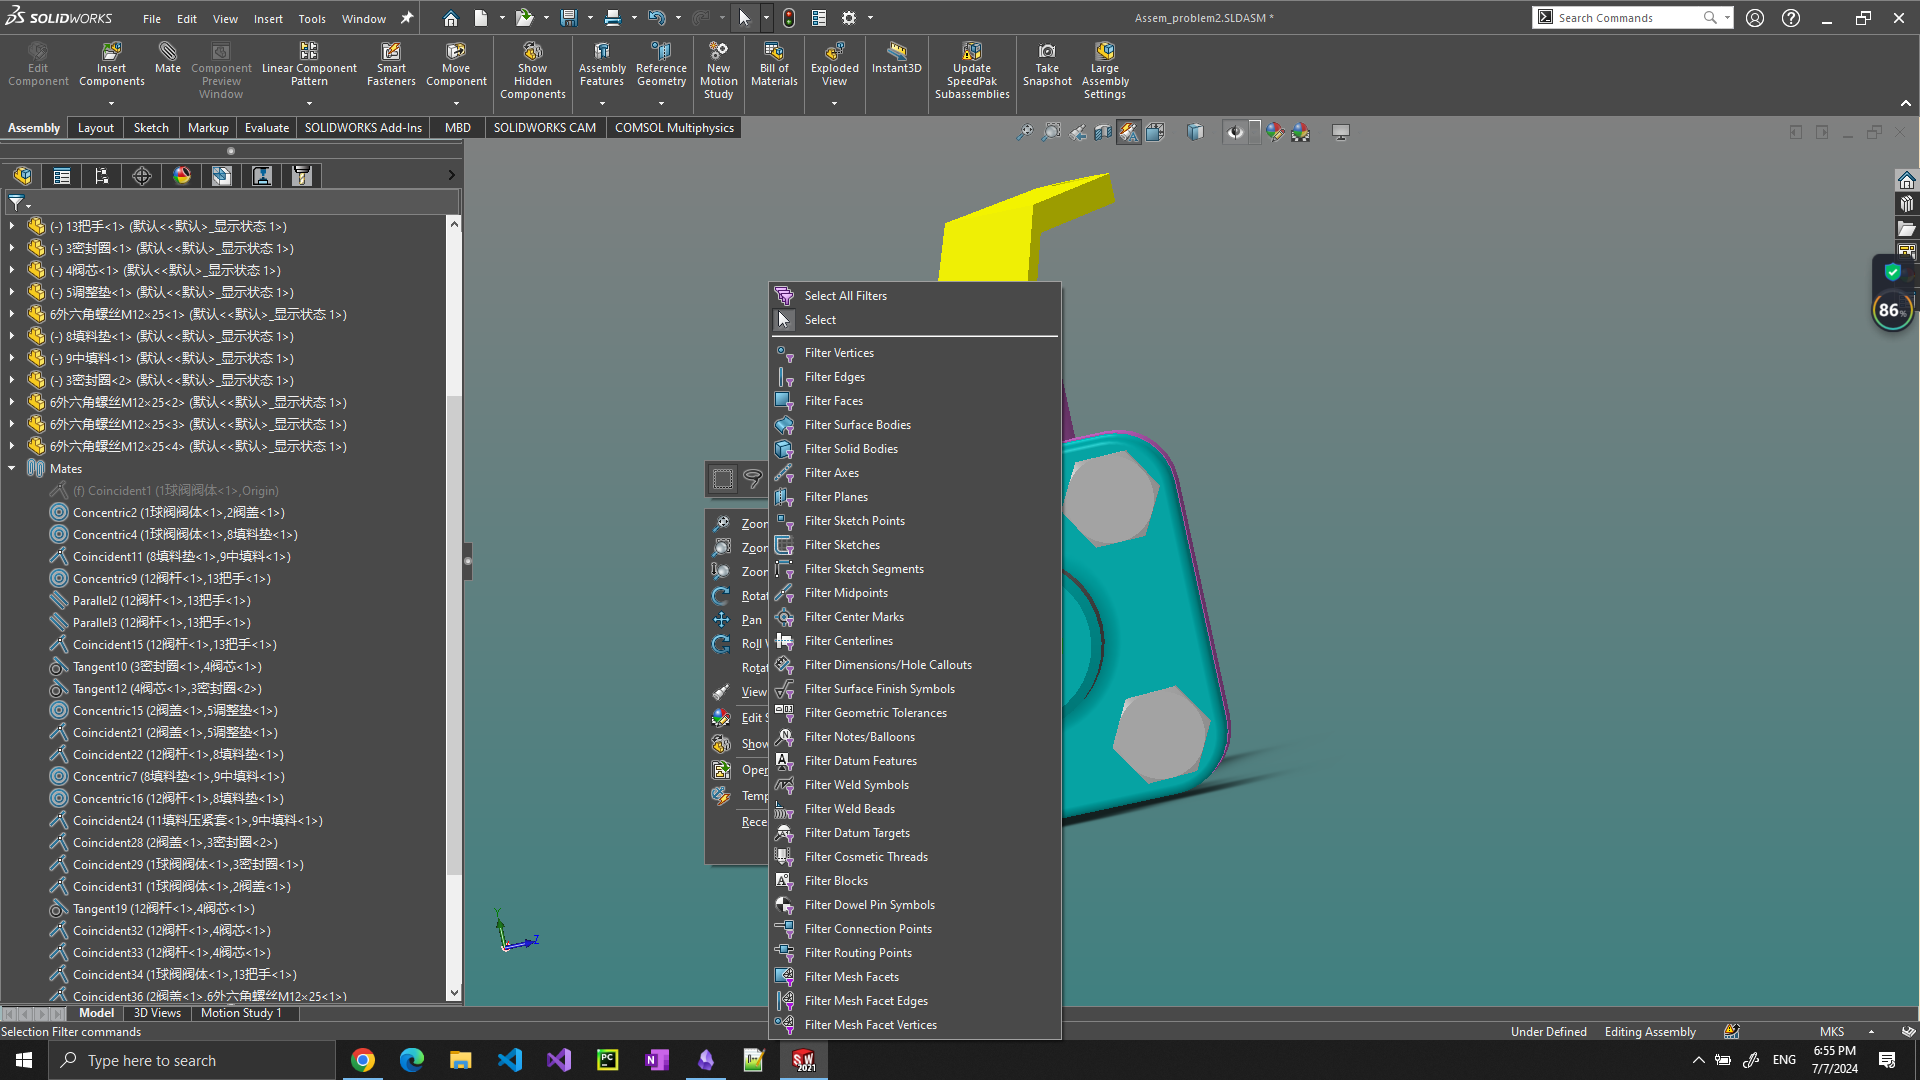 SOLIDWORKS File Edit View Insert Tools Window Assem_problem2.SLDASM * Search Commands
Edit Component
Insert Components
Mate
Component Preview Window
Linear Component Pattern
Smart Fasteners
Move Component
Show Hidden Components
Assembly Features
Reference Geometry
New Motion Study
Bill of Materials
Exploded View
Instant3D
Update SpeedPak Subassemblies
Take Snapshot
Large Assembly Settings
Assembly Layout Sketch Markup Evaluate SOLIDWORKS Add-Ins MBD SOLIDWORKS CAM COMSOL Multiphysics
(-) 13把手<1> (默认<<默认>_显示状态 1>)
(-) 3密封圈<1> (默认<<默认>_显示状态 1>)
(-) 4阀芯<1> (默认<<默认>_显示状态 1>)
(-) 5调整垫<1> (默认<<默认>_显示状态 1>)
6外六角螺丝M12×25<1> (默认<<默认>_显示状态 1>)
(-) 8填料垫<1> (默认<<默认>_显示状态 1>)
(-) 9中填料<1> (默认<<默认>_显示状态 1>)
(-) 3密封圈<2> (默认<<默认>_显示状态 1>)
6外六角螺丝M12×25<2> (默认<<默认>_显示状态 1>)
6外六角螺丝M12×25<3> (默认<<默认>_显示状态 1>)
6外六角螺丝M12×25<4> (默认<<默认>_显示状态 1>)
Mates
(f) Coincident1 (1球阀阀体<1>,Origin)
Concentric2 (1球阀阀体<1>,2阀盖<1>)
Concentric4 (1球阀阀体<1>,8填料垫<1>)
Coincident11 (8填料垫<1>,9中填料<1>)
Concentric9 (12阀杆<1>,13把手<1>)
Parallel2 (12阀杆<1>,13把手<1>)
Parallel3 (12阀杆<1>,13把手<1>)
Coincident15 (12阀杆<1>,13把手<1>)
Tangent10 (3密封圈<1>,4阀芯<1>)
Tangent12 (4阀芯<1>,3密封圈<2>)
Concentric15 (2阀盖<1>,5调整垫<1>)
Coincident21 (2阀盖<1>,5调整垫<1>)
Coincident22 (12阀杆<1>,8填料垫<1>)
Concentric7 (8填料垫<1>,9中填料<1>)
Concentric16 (12阀杆<1>,8填料垫<1>)
Coincident24 (11填料压紧套<1>,9中填料<1>)
Coincident28 (2阀盖<1>,3密封圈<2>)
Coincident29 (1球阀阀体<1>,3密封圈<1>)
Coincident31 (1球阀阀体<1>,2阀盖<1>)
Tangent19 (12阀杆<1>,4阀芯<1>)
Coincident32 (12阀杆<1>,4阀芯<1>)
Coincident33 (12阀杆<1>,4阀芯<1>)
Coincident34 (1球阀阀体<1>,13把手<1>)
Coincident36 (2阀盖<1>,6外六角螺丝M12×25<1>)
Zoom
Zoom
Zoom
Rotat
Pan
Roll V
Rotat
View
Edit S
Show
Open
Temp
Rece
Select All Filters
Select
Filter Vertices
Filter Edges
Filter Faces
Filter Surface Bodies
Filter Solid Bodies
Filter Axes
Filter Planes
Filter Sketch Points
Filter Sketches
Filter Sketch Segments
Filter Midpoints
Filter Center Marks
Filter Centerlines
Filter Dimensions/Hole Callouts
Filter Surface Finish Symbols
Filter Geometric Tolerances
Filter Notes/Balloons
Filter Datum Features
Filter Weld Symbols
Filter Weld Beads
Filter Datum Targets
Filter Cosmetic Threads
Filter Blocks
Filter Dowel Pin Symbols
Filter Connection Points
Filter Routing Points
Filter Mesh Facets
Filter Mesh Facet Edges
Filter Mesh Facet Vertices
86%
Y
Z
Model 3D Views Motion Study 1
Selection Filter commands Under Defined Editing Assembly MKS
Type here to search ENG 6:55 PM
7/7/2024